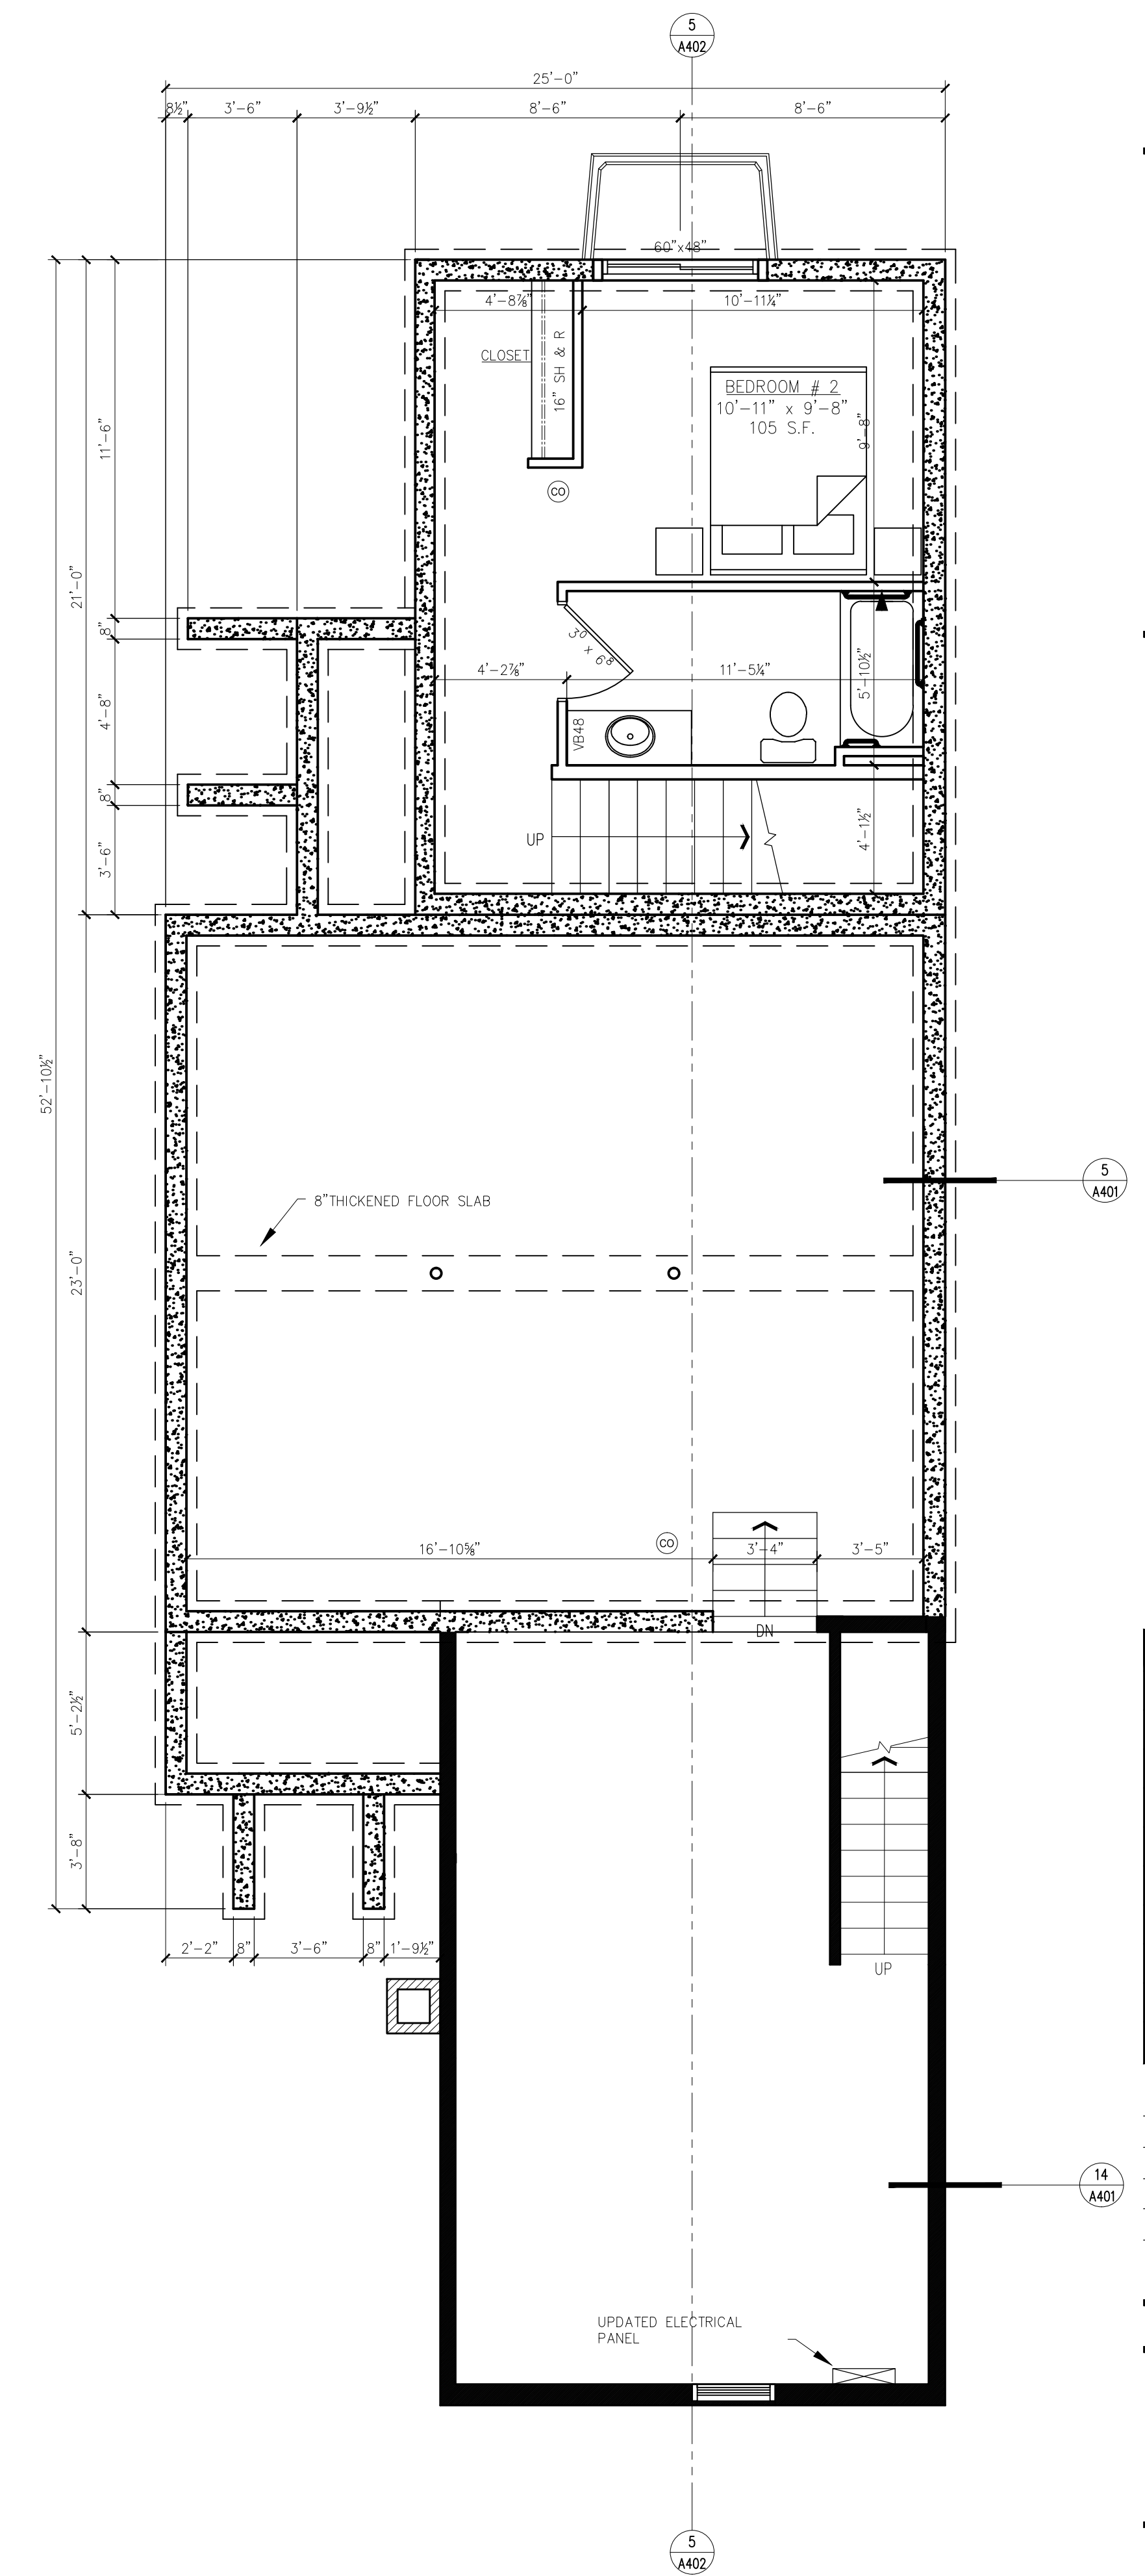 5
A402
25'-0"
8½"
3'-6"
3'-9½"
8'-6"
8'-6"
60"x48"
4'-8⅞"
10'-11¼"
CLOSET
16" SH & R
BEDROOM # 2
10'-11" x 9'-8"
105 S.F.
9'-8"
11'-6"
CO
21'-0"
8"
30 x 68
4'-2⅞"
11'-5¼"
5'-10½"
4'-8"
VB48
8"
UP
4'-1½"
3'-6"
52'-10½"
5
A401
8"THICKENED FLOOR SLAB
23'-0"
CO
16'-10⅝"
3'-4"
3'-5"
DN
5'-2½"
3'-8"
2'-2"
8"
3'-6"
8"
1'-9½"
UP
14
A401
UPDATED ELECTRICAL
PANEL
5
A402